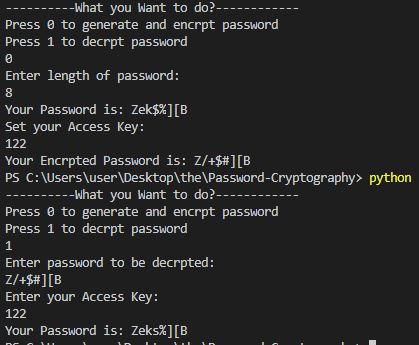 ----------What you Want to do?------------
Press 0 to generate and encrpt password
Press 1 to decrpt password
0
Enter length of password:
8
Your Password is: Zek$%][B
Set your Access Key:
122
Your Encrpted Password is: Z/+$#][B
PS C:\Users\user\Desktop\the\Password-Cryptography> python
----------What you Want to do?------------
Press 0 to generate and encrpt password
Press 1 to decrpt password
1
Enter password to be decrpted:
Z/+$#][B
Enter your Access Key:
122
Your Password is: Zeks%][B